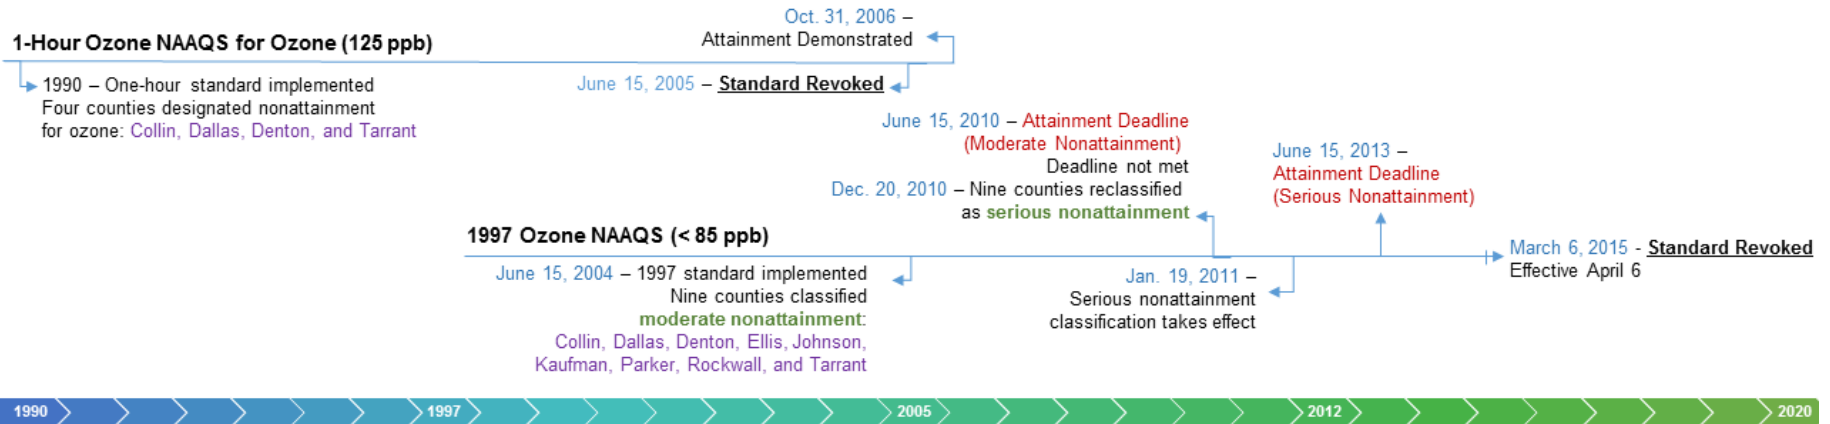 1-Hour Ozone NAAQS for Ozone (125 ppb)
1990 – One-hour standard implemented
Four counties designated nonattainment
for ozone: Collin, Dallas, Denton, and Tarrant
Oct. 31, 2006 –
Attainment Demonstrated
June 15, 2005 – Standard Revoked
June 15, 2010 – Attainment Deadline
(Moderate Nonattainment)
Deadline not met
Dec. 20, 2010 – Nine counties reclassified
as serious nonattainment
June 15, 2013 –
Attainment Deadline
(Serious Nonattainment)
1997 Ozone NAAQS (< 85 ppb)
June 15, 2004 – 1997 standard implemented
Nine counties classified
moderate nonattainment:
Collin, Dallas, Denton, Ellis, Johnson,
Kaufman, Parker, Rockwall, and Tarrant
Jan. 19, 2011 –
Serious nonattainment
classification takes effect
March 6, 2015 - Standard Revoked
Effective April 6
1990
1997
2005
2012
2020